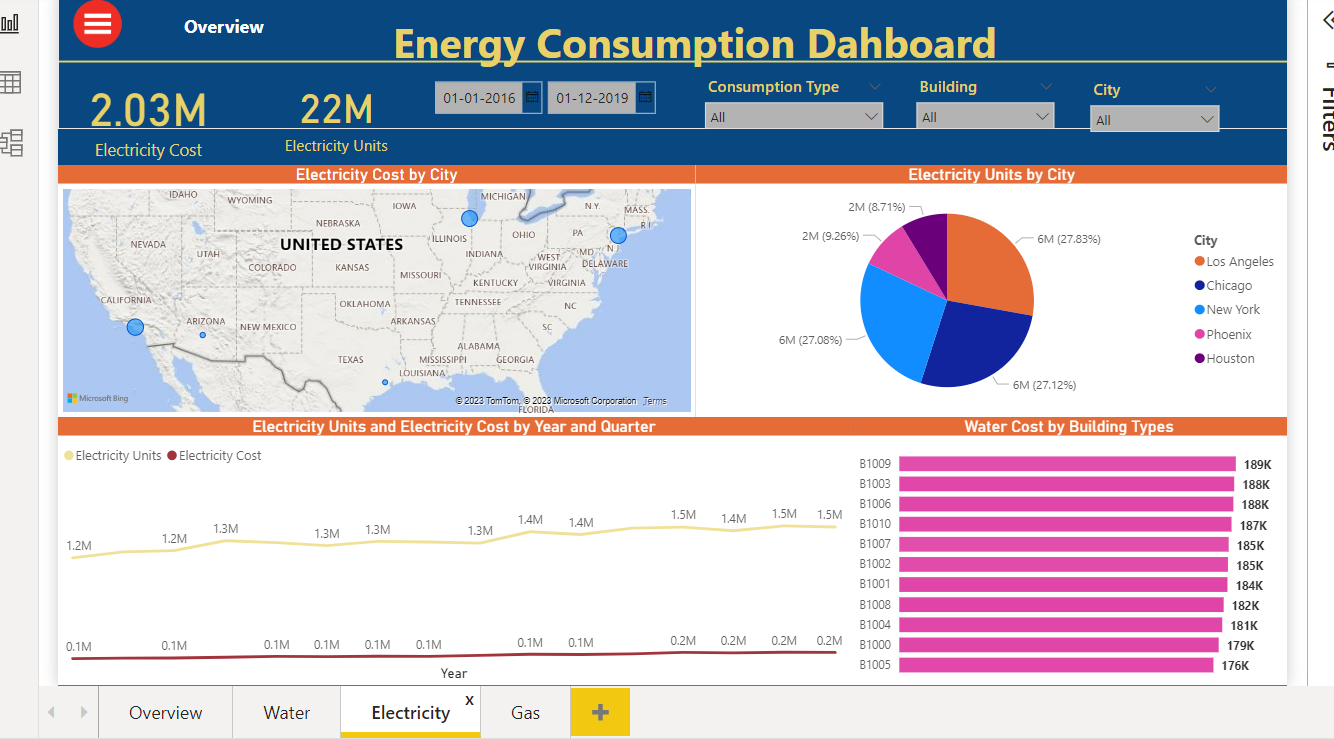 Overview
Energy Consumption Dahboard
2.03M
Electricity Cost
22M
Electricity Units
01-01-2016
01-12-2019
Consumption Type
All
Building
All
City
All
Filters
Electricity Cost by City
IDAHO
WYOMING
IOWA
MICHIGAN
N.Y.
MASS.
R I
NEBRASKA
NEVADA
UTAH
UNITED STATES
ILLINOIS
OHIO
PA
NJ
INDIANA
MD
COLORADO
KANSAS
MISSOURI
WEST
VIRGINIA
DELAWARE
KENTUCKY
VIRGINIA
CALIFORNIA
OKLAHOMA
TENNESSEE
NC
ARIZONA
NEW MEXICO
ARKANSAS
SC
ALABAMA
TEXAS
MISSISSIPPI
GEORGIA
LOUISIANA
Microsoft Bing
© 2023 TomTom, © 2023 Microsoft Corporation Terms
FLORIDA
Electricity Units by City
2M (8.71%)
2M (9.26%)
6M (27.83%)
6M (27.08%)
6M (27.12%)
City
Los Angeles
Chicago
New York
Phoenix
Houston
Electricity Units and Electricity Cost by Year and Quarter
Electricity Units Electricity Cost
1.2M 1.2M 1.3M 1.3M 1.3M 1.3M 1.4M 1.4M 1.5M 1.4M 1.5M 1.5M
0.1M 0.1M 0.1M 0.1M 0.1M 0.1M 0.1M 0.1M 0.2M 0.2M 0.2M 0.2M
Year
Water Cost by Building Types
B1009 189K
B1003 188K
B1006 188K
B1010 187K
B1007 185K
B1002 185K
B1001 184K
B1008 182K
B1004 181K
B1000 179K
B1005 176K
Overview
Water
Electricity
x
Gas
+